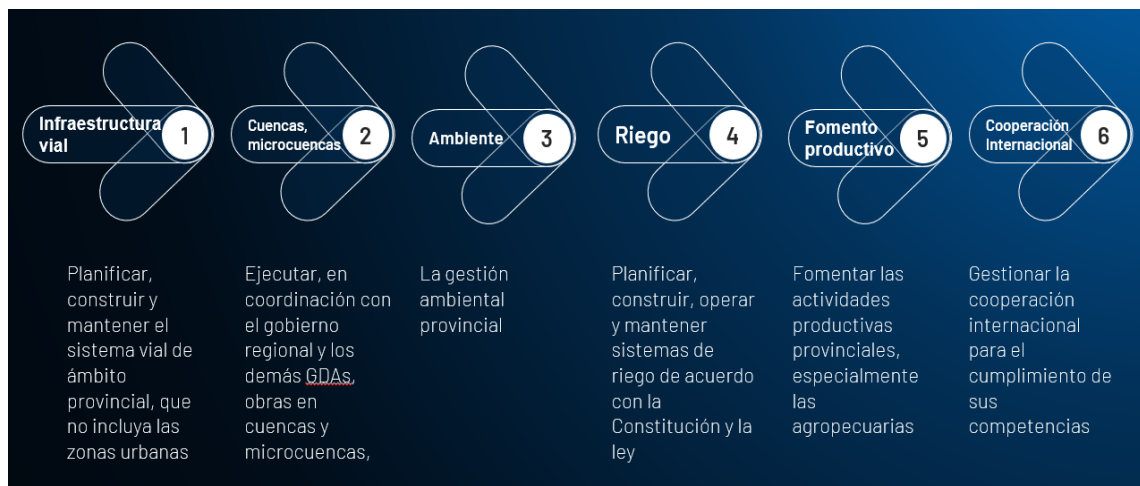 Infraestructura
vial
1
Cuencas,
microcuencas
2
Ambiente
3
Riego
4
Fomento
productivo
5
Cooperación
Internacional
6
Planificar,
construir y
mantener el
sistema vial de
ámbito
provincial, que
no incluya las
zonas urbanas
Ejecutar, en
coordinación con
el gobierno
regional y los
demás GDAs,
obras en
cuencas y
microcuencas,
La gestión
ambiental
provincial
Planificar,
construir, operar
y mantener
sistemas de
riego de acuerdo
con la
Constitución y la
ley
Fomentar las
actividades
productivas
provinciales,
especialmente
las
agropecuarias
Gestionar la
cooperación
internacional
para el
cumplimiento de
sus
competencias